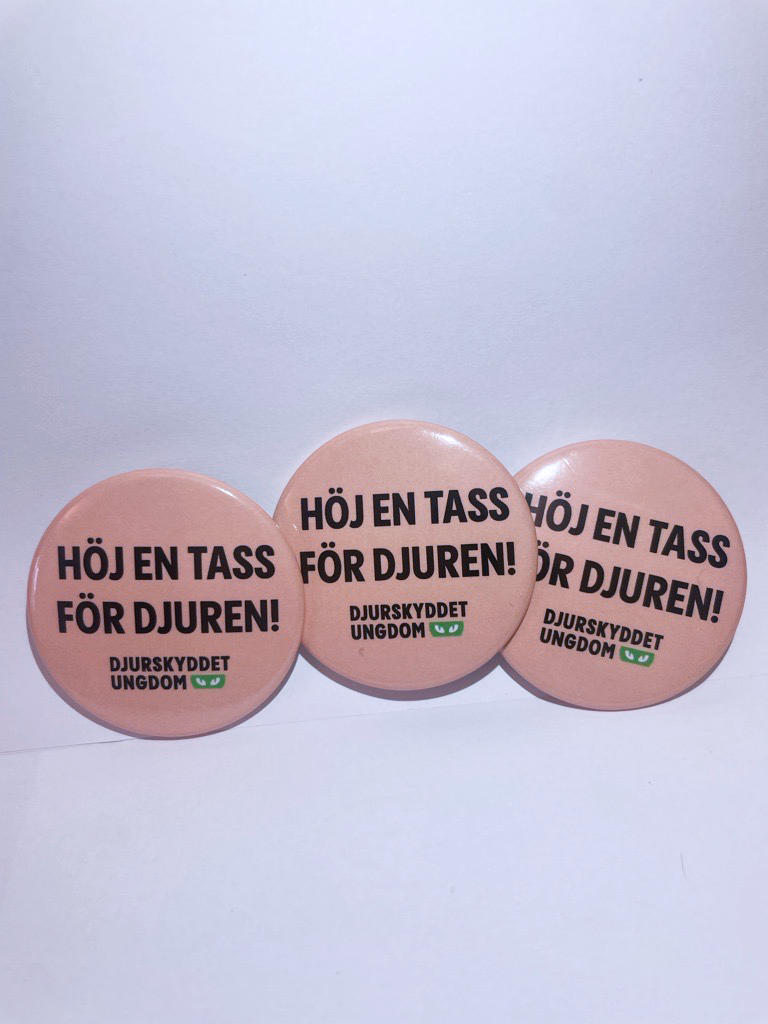 HÖJ EN TASS
FÖR DJUREN!
DJURSKYDDET
UNGDOM
HÖJ EN TASS
FÖR DJUREN!
DJURSKYDDET
UNGDOM
HÖJ EN TASS
ÖR DJUREN!
DJURSKYDDET
UNGDOM